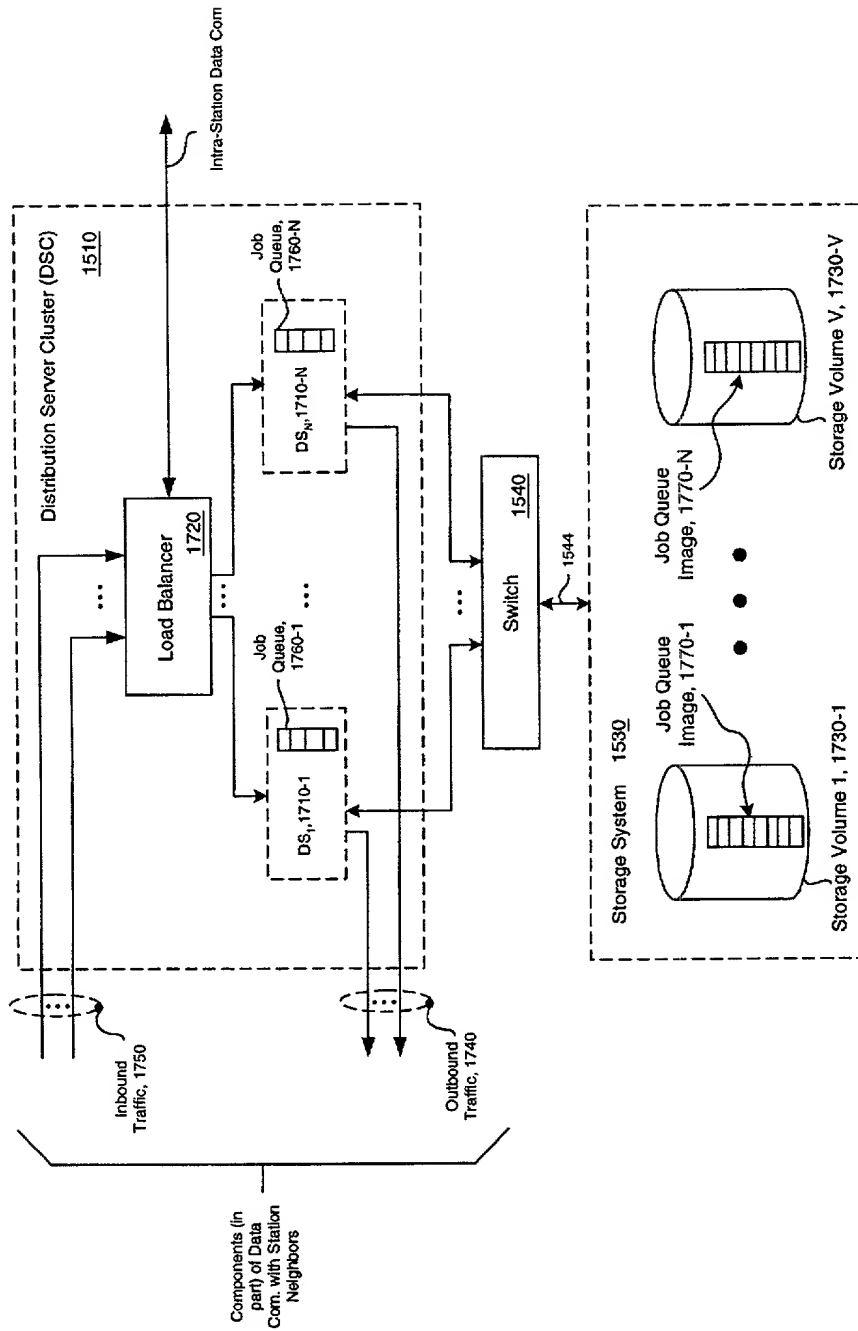 Components (in
part) of Data
Com. with Station
Neighbors
Inbound
Traffic, 1750
Outbound
Traffic, 1740
Distribution Server Cluster (DSC)
1510
Intra-Station Data Com
Load Balancer
1720
Job
Queue,
1760-1
DS1, 1710-1
Job
Queue,
1760-N
DSN, 1710-N
Switch
1540
1544
Storage System 1530
Job Queue
Image, 1770-1
Storage Volume 1, 1730-1
Job Queue
Image, 1770-N
Storage Volume V, 1730-V